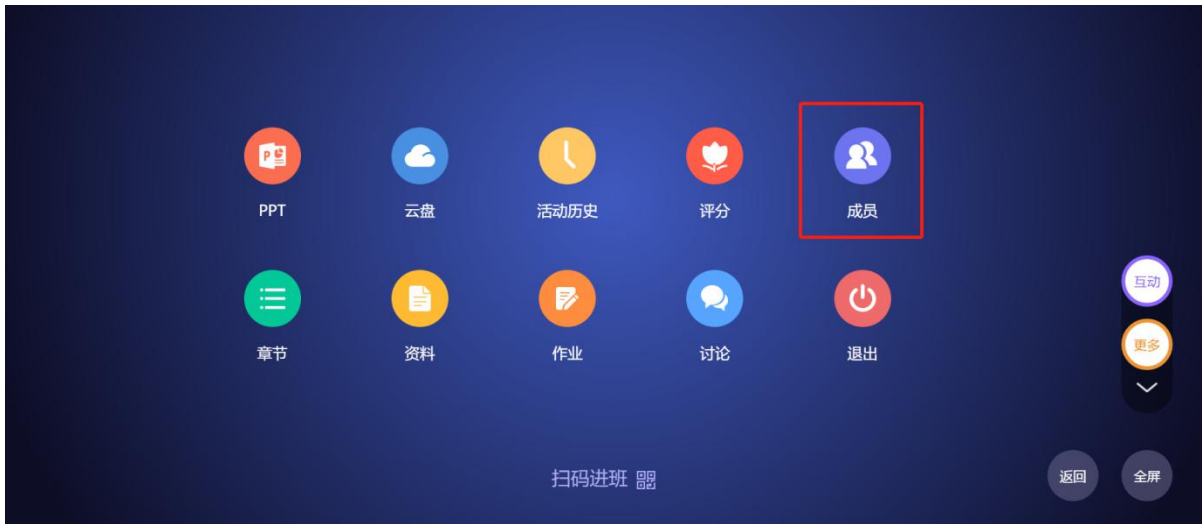 PPT 云盘 活动历史 评分 成员
章节 资料 作业 讨论 退出
互动
更多
扫码进班
返回 全屏